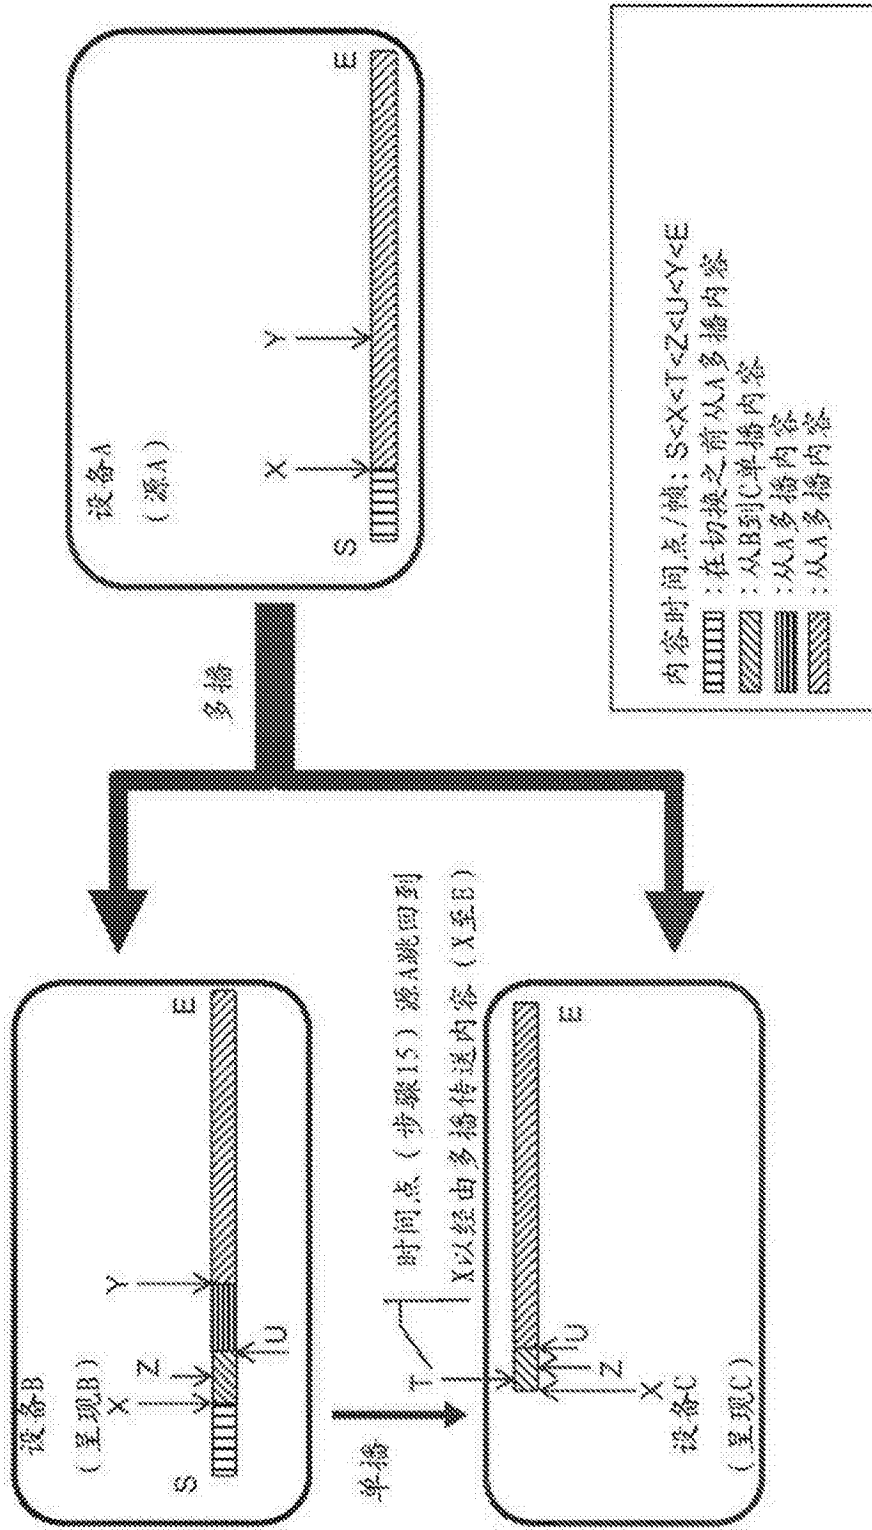 设备B
(呈现B)
S
X
Z
Y
E
U
单播
T
时间点(步骤15)源A跳回到
X以经由多播传送内容(X至E)
E
U
Z
X
设备C
(呈现C)
多播
设备A
(源A)
S
X
Y
E
内容时间点/帧:S<X<T<Z<U<Y<E
:在切换之前从A多播内容
:从B到C单播内容
:从A多播内容
:从A多播内容